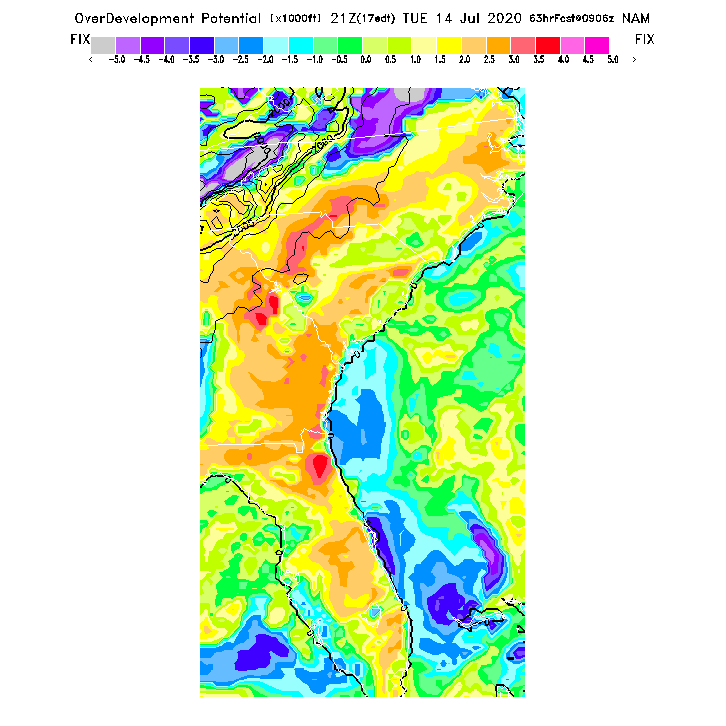 OverDevelopment Potential [x1000ft] 21Z(17edt) TUE 14 Jul 2020 63hrFcst@0906z NAM
FIX FIX
< -5.0 -4.5 -4.0 -3.5 -3.0 -2.5 -2.0 -1.5 -1.0 -0.5 0.0 0.5 1.0 1.5 2.0 2.5 3.0 3.5 4.0 4.5 5.0 >